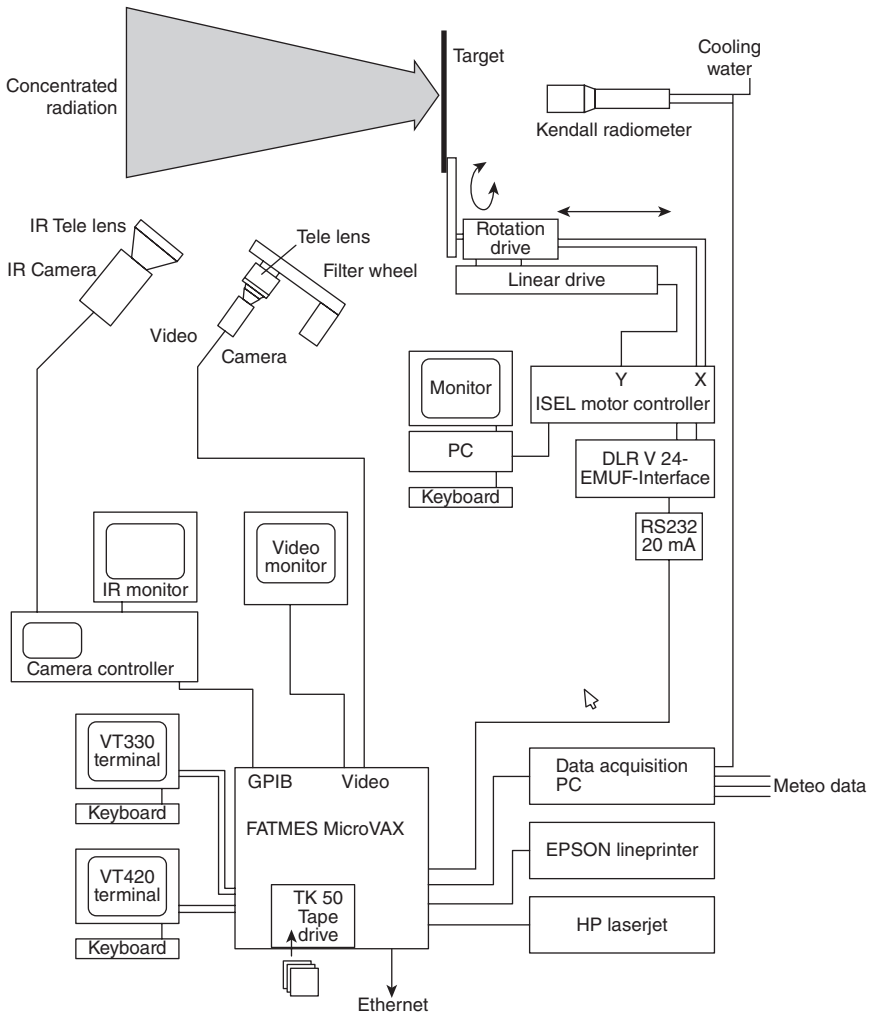 Concentrated
radiation
Target
Cooling
water
Kendall radiometer
IR Tele lens
IR Camera
Tele lens
Filter wheel
Video
Camera
Rotation
drive
Linear drive
Y X
ISEL motor controller
Monitor
PC
Keyboard
DLR V 24-
EMUF-Interface
RS232
20 mA
IR monitor
Camera controller
Video
monitor
VT330
terminal
Keyboard
VT420
terminal
Keyboard
GPIB Video
FATMES MicroVAX
TK 50
Tape
drive
Ethernet
Data acquisition
PC
Meteo data
EPSON lineprinter
HP laserjet